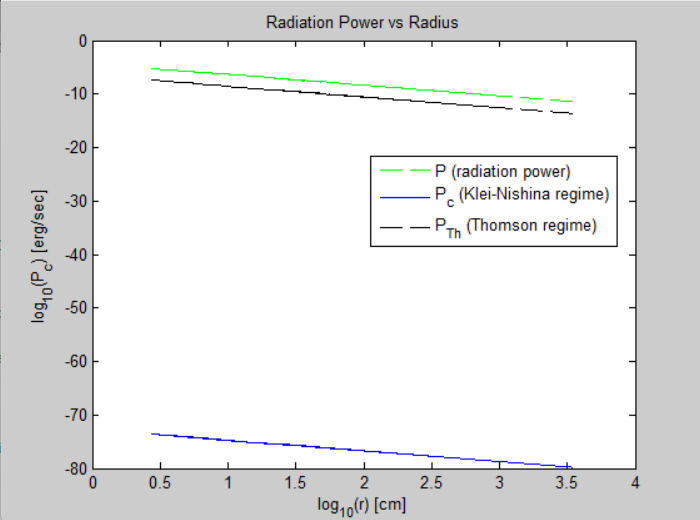 Radiation Power vs Radius
0
-10
-20
-30
-40
-50
-60
-70
-80
log10(Pc) [erg/sec]
P (radiation power)
Pc (Klei-Nishina regime)
PTh (Thomson regime)
0 0.5 1 1.5 2 2.5 3 3.5 4
log10(r) [cm]